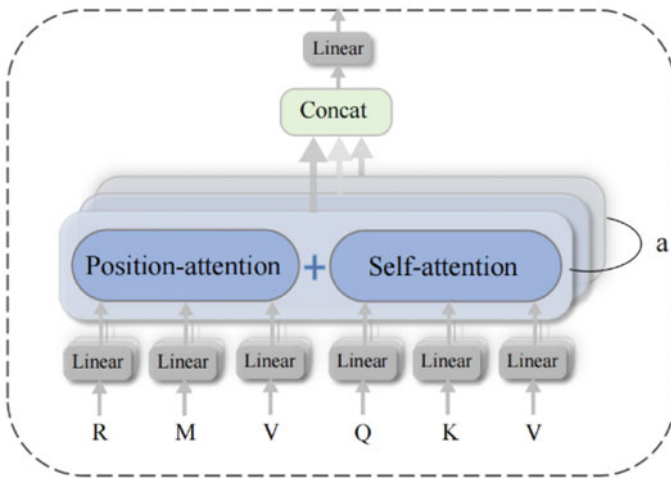 Linear
Concat
Position-attention + Self-attention
a
Linear Linear Linear Linear Linear Linear
R M V Q K V